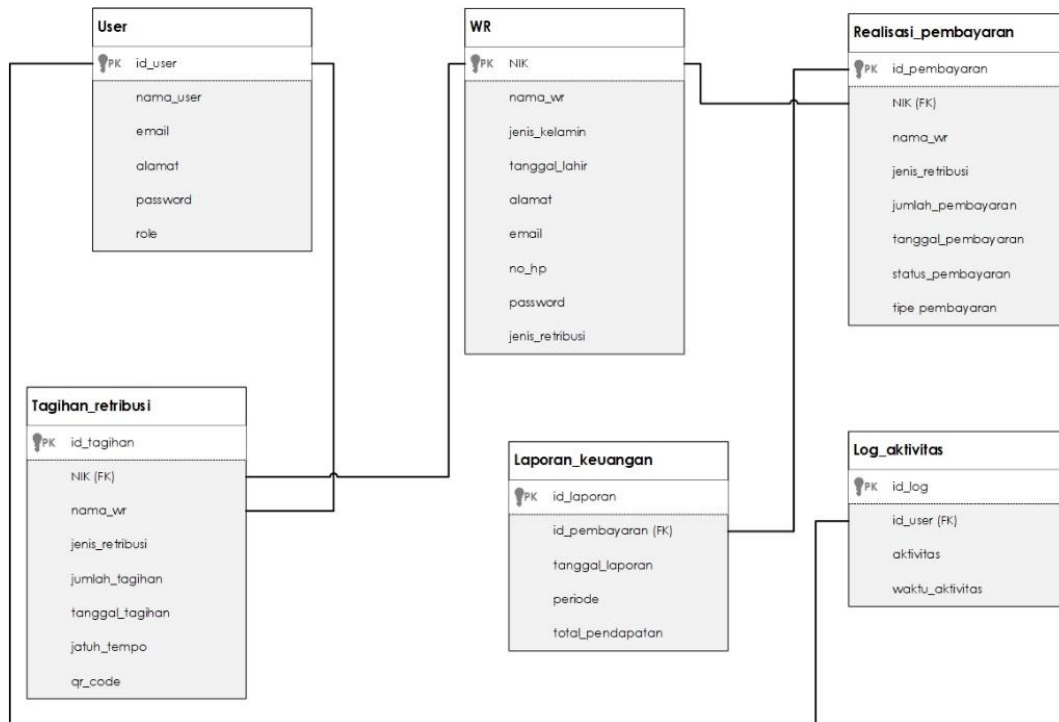 User
PK id_user
nama_user
email
alamat
password
role
WR
PK NIK
nama_wr
jenis_kelamin
tanggal_lahir
alamat
email
no_hp
password
jenis_retribusi
Realisasi_pembayaran
PK id_pembayaran
NIK (FK)
nama_wr
jenis_retribusi
jumlah_pembayaran
tanggal_pembayaran
status_pembayaran
tipe pembayaran
Tagihan_retribusi
PK id_tagihan
NIK (FK)
nama_wr
jenis_retribusi
jumlah_tagihan
tanggal_tagihan
jatuh_tempo
qr_code
Laporan_keuangan
PK id_laporan
id_pembayaran (FK)
tanggal_laporan
periode
total_pendapatan
Log_aktivitas
PK id_log
id_user (FK)
aktivitas
waktu_aktivitas